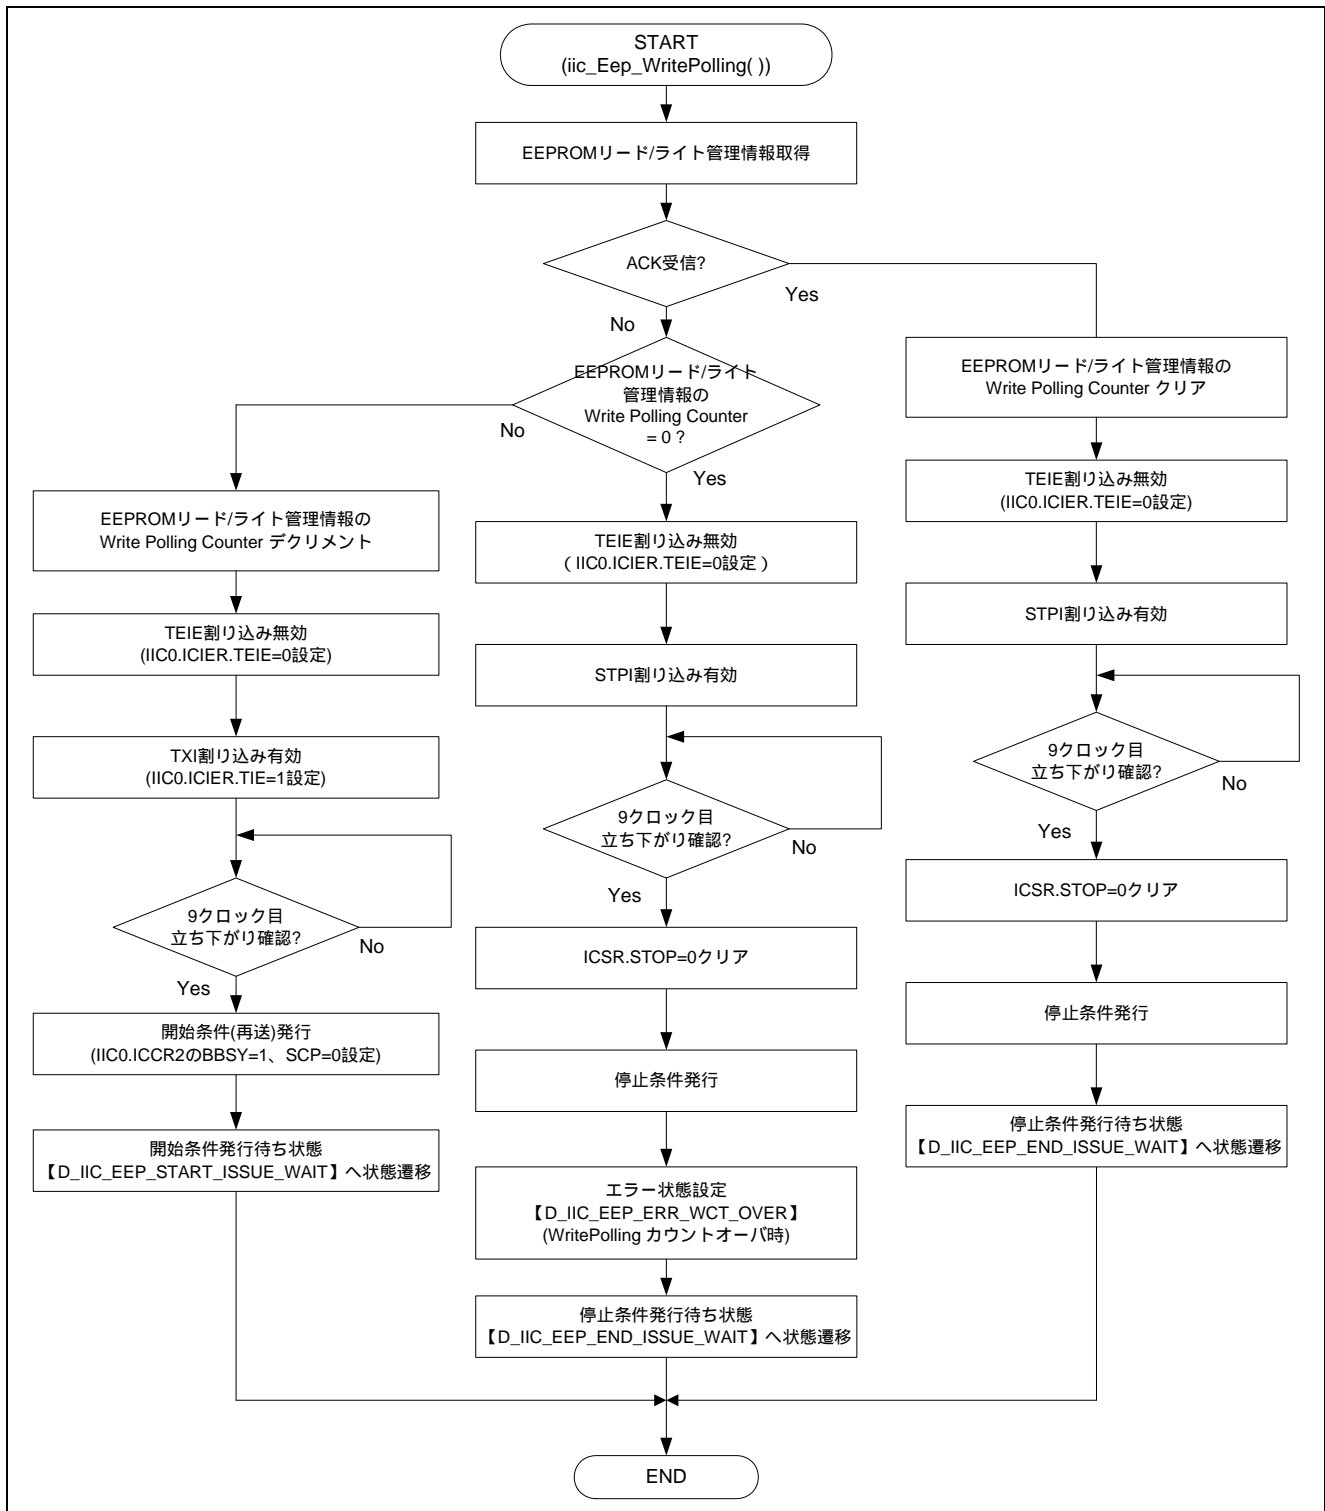 START
(iic_Eep_WritePolling( ))
EEPROMリード/ライト管理情報取得
ACK受信?
Yes
No
EEPROMリード/ライト
管理情報の
Write Polling Counter
= 0 ?
No
Yes
EEPROMリード/ライト管理情報の
Write Polling Counter デクリメント
TEIE割り込み無効
(IIC0.ICIER.TEIE=0設定)
TXI割り込み有効
(IIC0.ICIER.TIE=1設定)
9クロック目
立ち下がり確認?
No
Yes
開始条件(再送)発行
(IIC0.ICCR2のBBSY=1、SCP=0設定)
開始条件発行待ち状態
【D_IIC_EEP_START_ISSUE_WAIT】へ状態遷移
TEIE割り込み無効
(IIC0.ICIER.TEIE=0設定)
STPI割り込み有効
9クロック目
立ち下がり確認?
No
Yes
ICSR.STOP=0クリア
停止条件発行
エラー状態設定
【D_IIC_EEP_ERR_WCT_OVER】
(WritePolling カウントオーバ時)
停止条件発行待ち状態
【D_IIC_EEP_END_ISSUE_WAIT】へ状態遷移
EEPROMリード/ライト管理情報の
Write Polling Counter クリア
TEIE割り込み無効
(IIC0.ICIER.TEIE=0設定)
STPI割り込み有効
9クロック目
立ち下がり確認?
No
Yes
ICSR.STOP=0クリア
停止条件発行
停止条件発行待ち状態
【D_IIC_EEP_END_ISSUE_WAIT】へ状態遷移
END